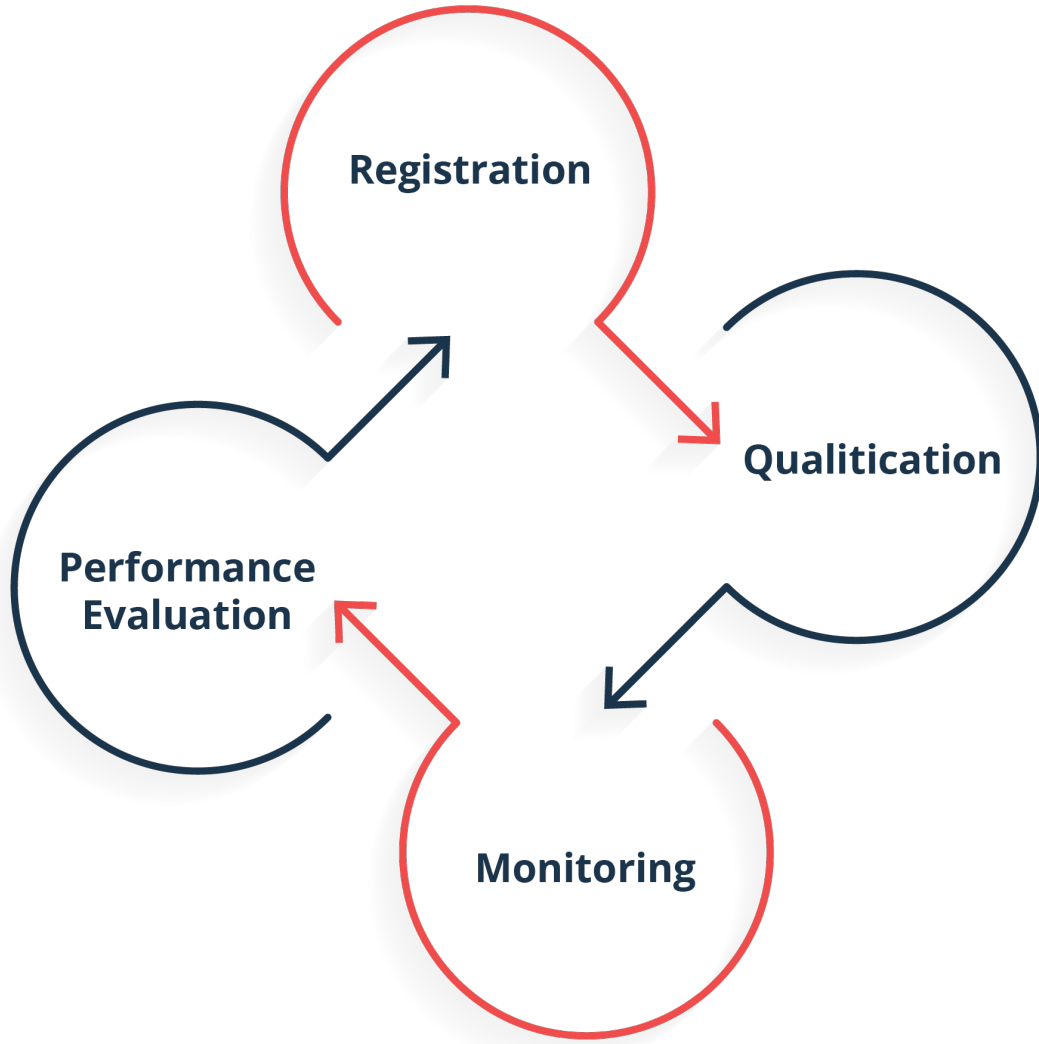 Registration
Qualitication
Performance
Evaluation
Monitoring